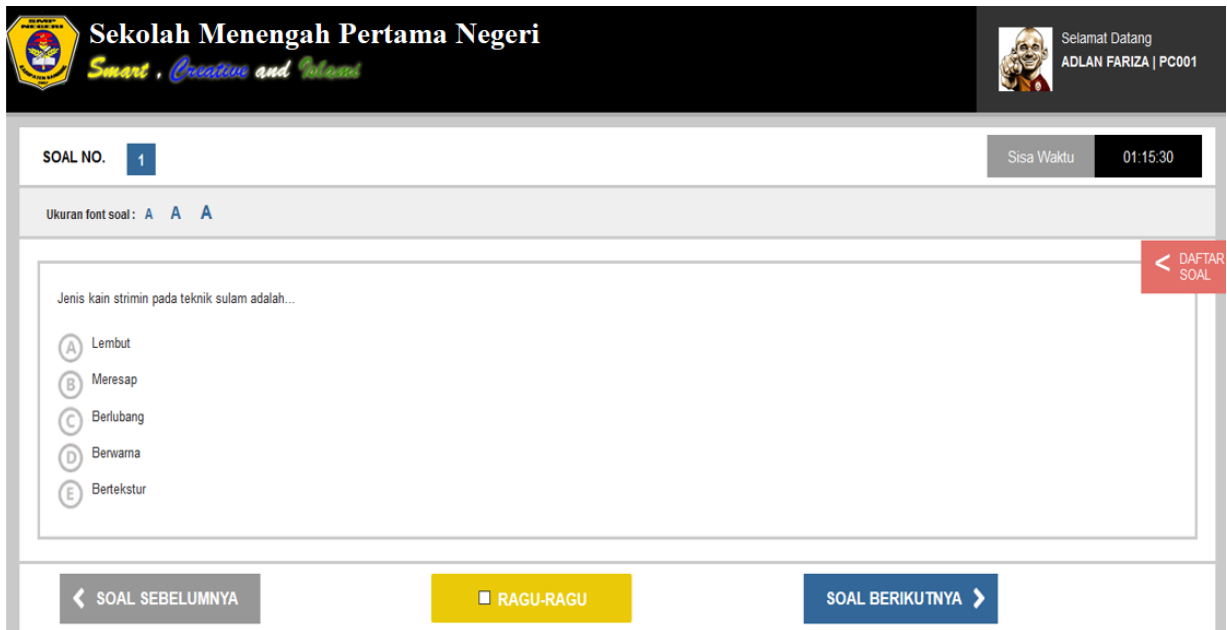 SMP
NEGERI
Sekolah Menengah Pertama Negeri
Smart , Creative and Islami
Selamat Datang
ADLAN FARIZA | PC001
SOAL NO. 1
Sisa Waktu 01:15:30
Ukuran font soal : A A A
< DAFTAR
SOAL
Jenis kain strimin pada teknik sulam adalah...
A Lembut
B Meresap
C Berlubang
D Berwarna
E Bertekstur
SOAL SEBELUMNYA
RAGU-RAGU
SOAL BERIKUTNYA